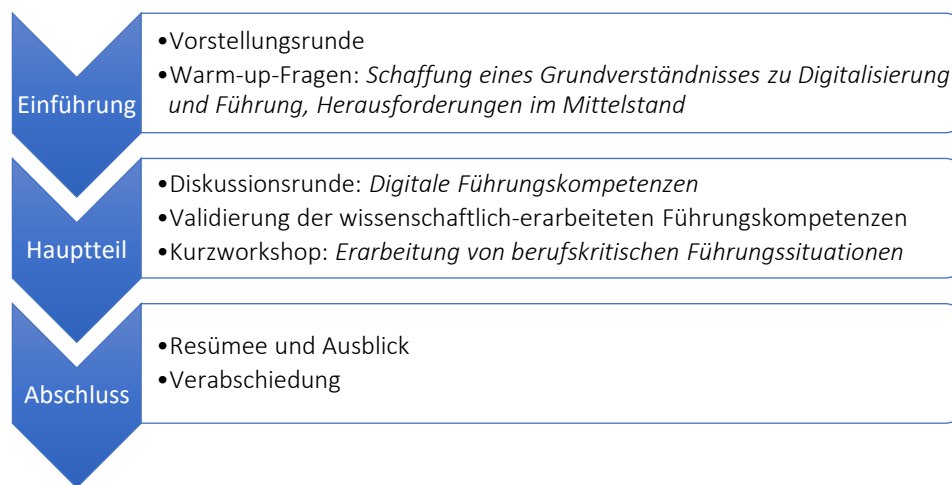 Einführung
•Vorstellungsrunde
•Warm-up-Fragen: Schaffung eines Grundverständnisses zu Digitalisierung
und Führung, Herausforderungen im Mittelstand
Hauptteil
•Diskussionsrunde: Digitale Führungskompetenzen
•Validierung der wissenschaftlich-erarbeiteten Führungskompetenzen
•Kurzworkshop: Erarbeitung von berufskritischen Führungssituationen
Abschluss
•Resümee und Ausblick
•Verabschiedung